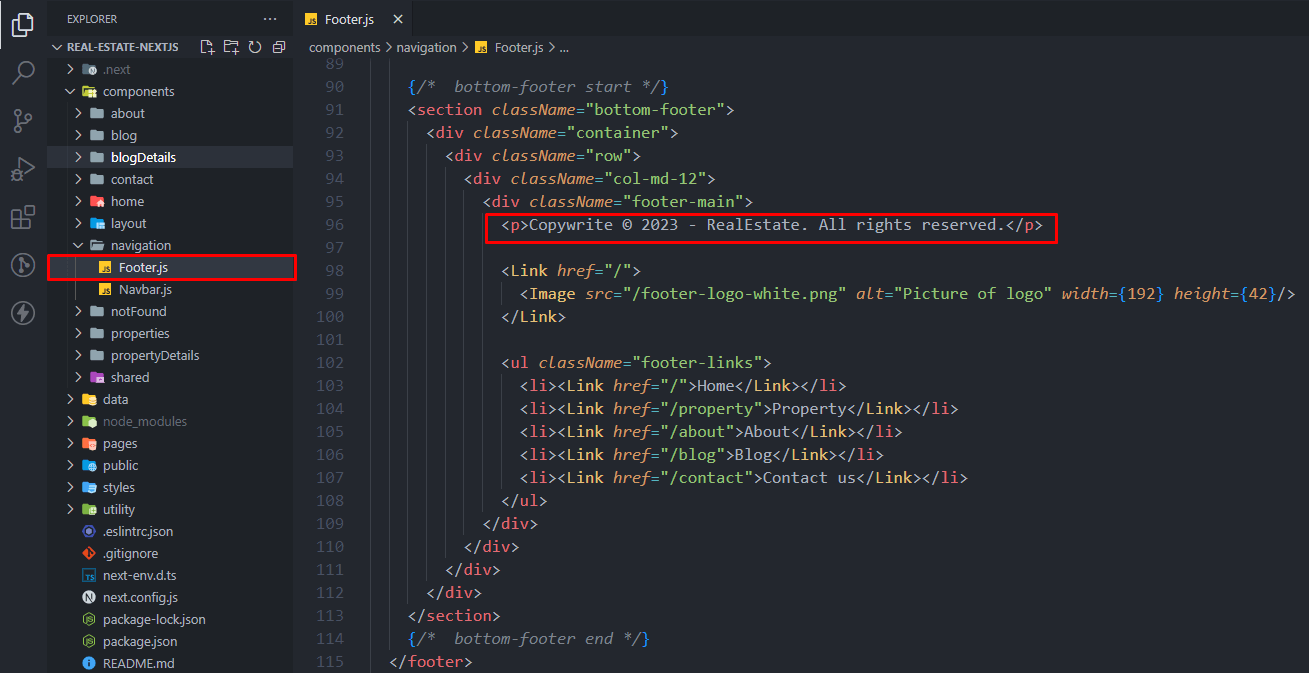 EXPLORER
···
REAL-ESTATE-NEXTJS
.next
components
about
blog
blogDetails
contact
home
layout
navigation
Footer.js
Navbar.js
notFound
properties
propertyDetails
shared
data
node_modules
pages
public
styles
utility
.eslintrc.json
.gitignore
next-env.d.ts
next.config.js
package-lock.json
package.json
README.md
Footer.js
components > navigation > Footer.js > ...
89
90 {/*  bottom-footer start */}
91 <section className="bottom-footer">
92 <div className="container">
93 <div className="row">
94 <div className="col-md-12">
95 <div className="footer-main">
96 <p>Copywrite © 2023 - RealEstate. All rights reserved.</p>
97
98 <Link href="/">
99 <Image src="/footer-logo-white.png" alt="Picture of logo" width={192} height={42}/>
100 </Link>
101
102 <ul className="footer-links">
103 <li><Link href="/">Home</Link></li>
104 <li><Link href="/property">Property</Link></li>
105 <li><Link href="/about">About</Link></li>
106 <li><Link href="/blog">Blog</Link></li>
107 <li><Link href="/contact">Contact us</Link></li>
108 </ul>
109 </div>
110 </div>
111 </div>
112 </div>
113 </section>
114 {/*  bottom-footer end */}
115 </footer>